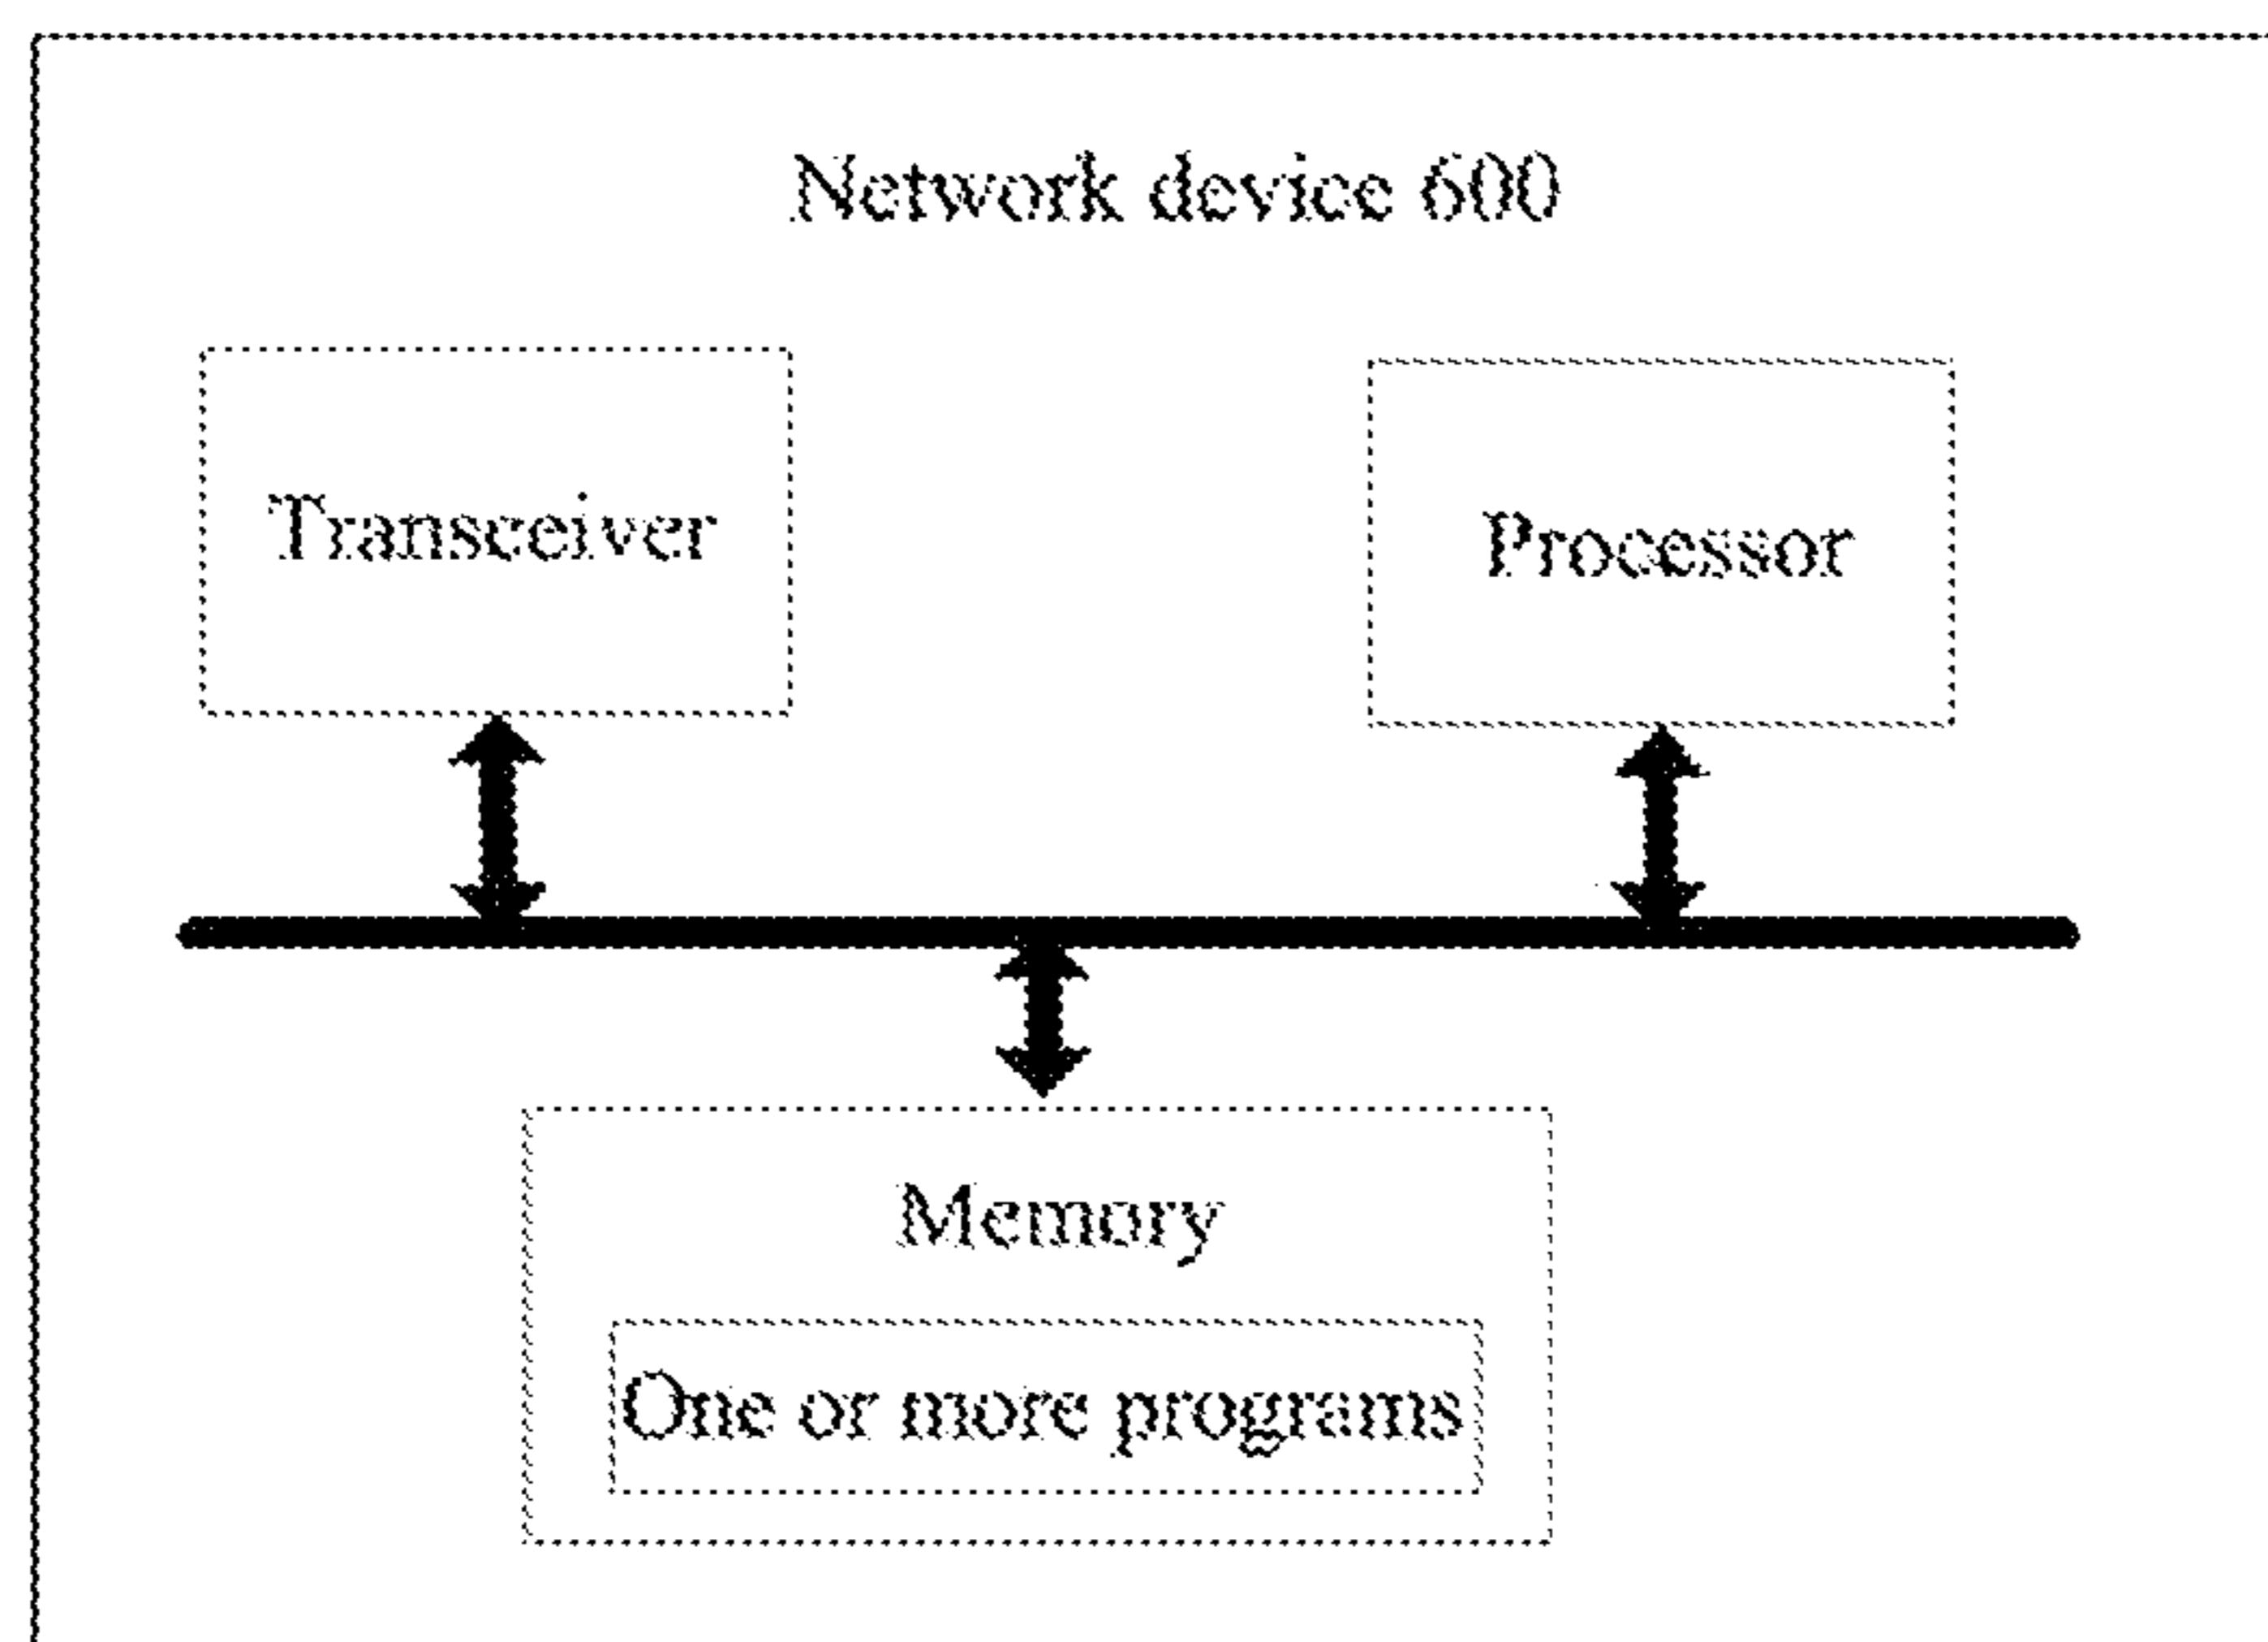 Network device 600
Transceiver
Processor
Memory
One or more programs